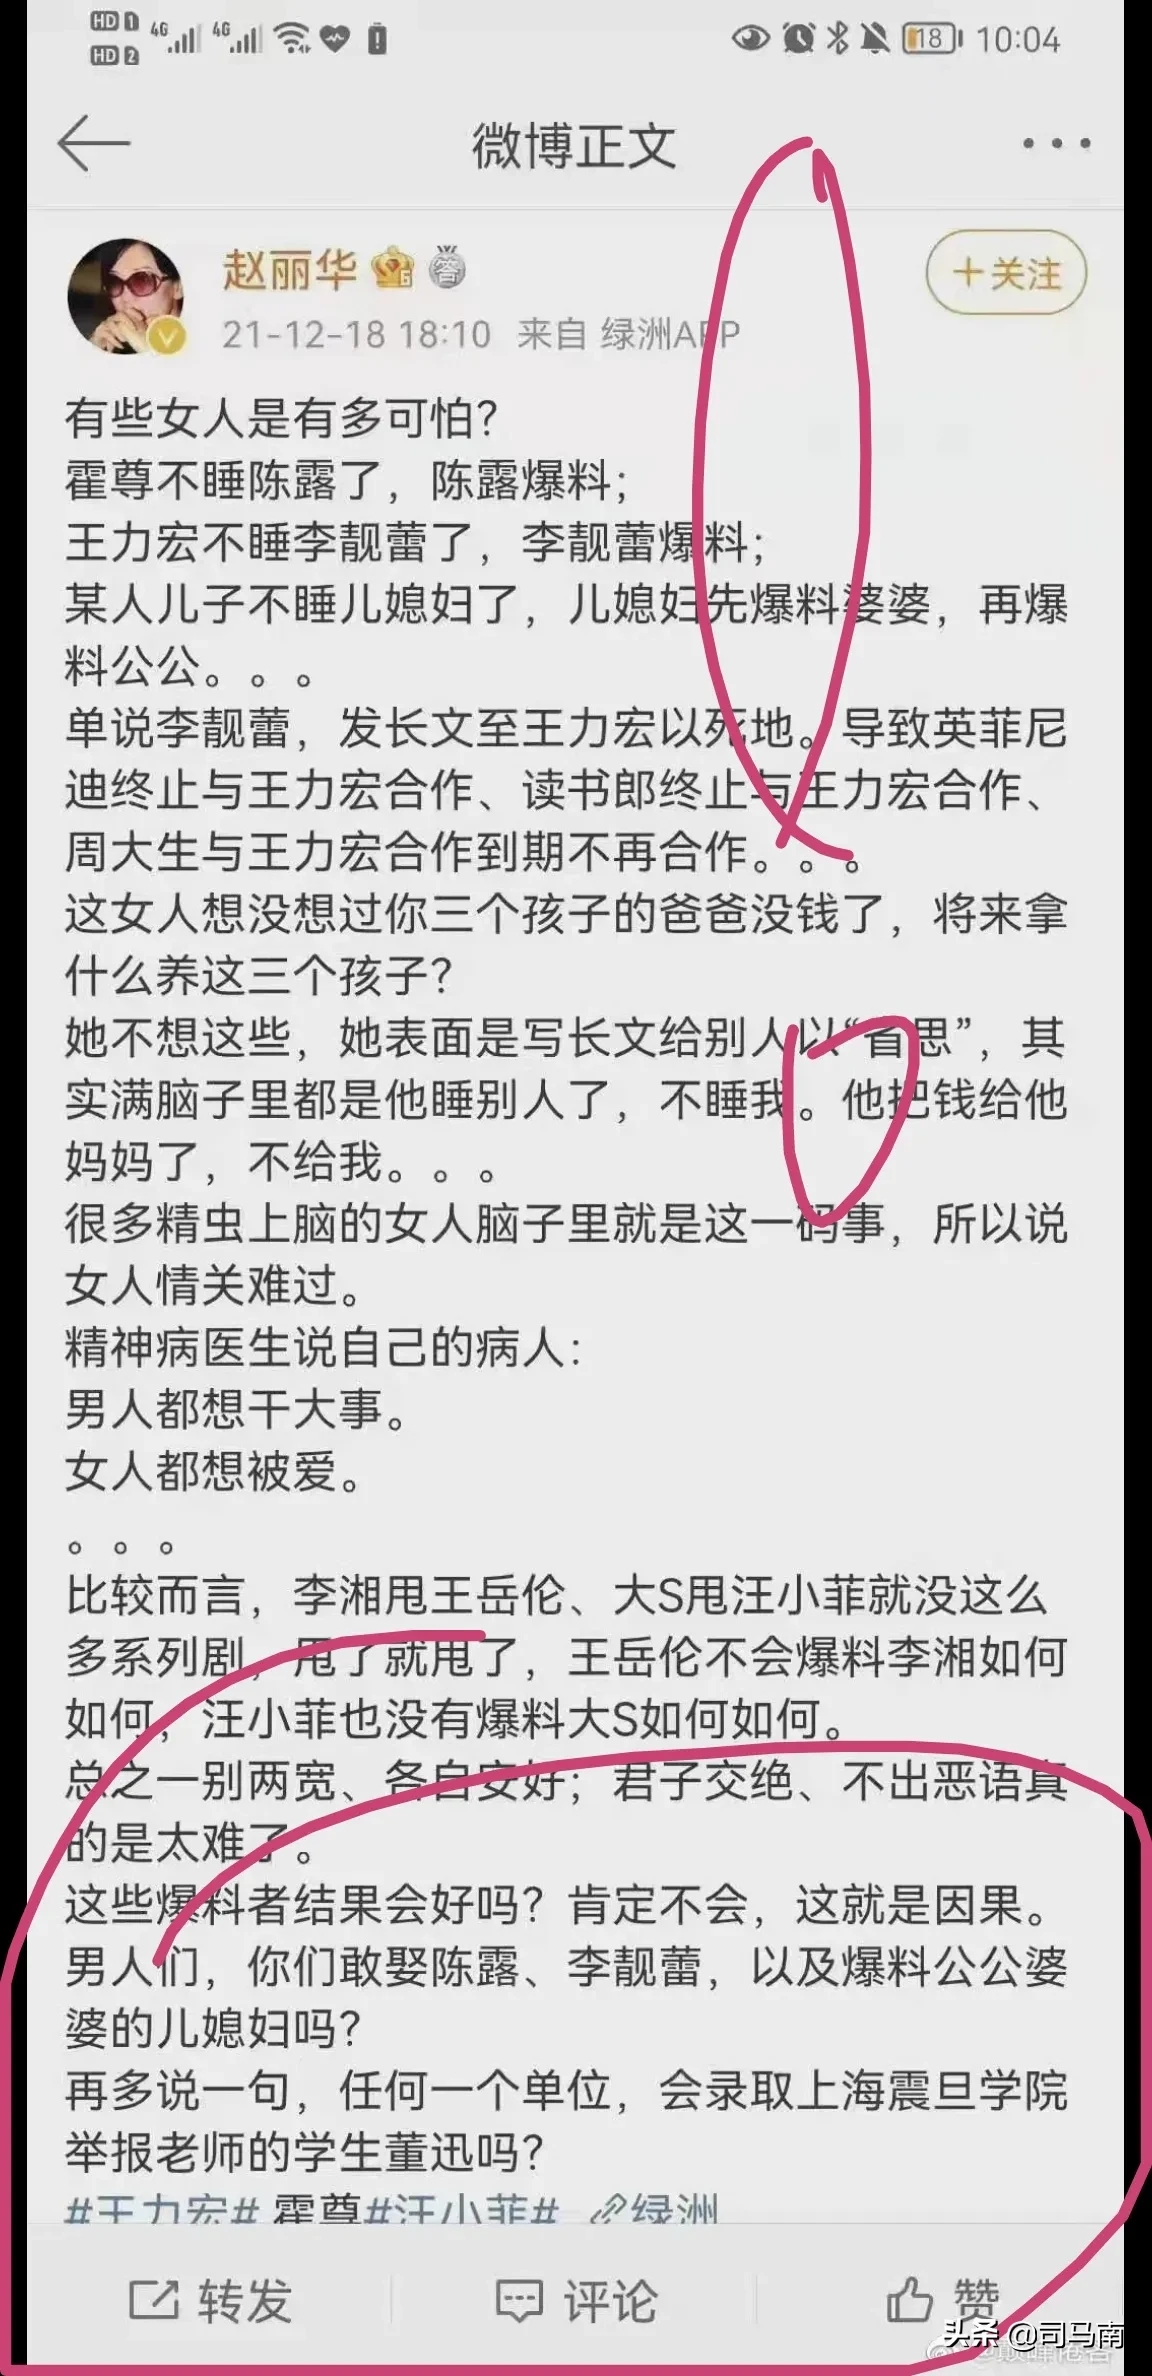 HD 1 4G 4G 18 10:04
HD 2
微博正文
赵丽华
+关注
21-12-18 18:10 来自 绿洲APP
有些女人是有多可怕？
霍尊不睡陈露了，陈露爆料；
王力宏不睡李靓蕾了，李靓蕾爆料；
某人儿子不睡儿媳妇了，儿媳妇先爆料婆婆，再爆
料公公。。。
单说李靓蕾，发长文至王力宏以死地。导致英菲尼
迪终止与王力宏合作、读书郎终止与王力宏合作、
周大生与王力宏合作到期不再合作。。。
这女人想没想过你三个孩子的爸爸没钱了，将来拿
什么养这三个孩子？
她不想这些，她表面是写长文给别人以“省思”，其
实满脑子里都是他睡别人了，不睡我。他把钱给他
妈妈了，不给我。。。
很多精虫上脑的女人脑子里就是这一码事，所以说
女人情关难过。
精神病医生说自己的病人：
男人都想干大事。
女人都想被爱。
。。。
比较而言，李湘甩王岳伦、大S甩汪小菲就没这么
多系列剧，甩了就甩了，王岳伦不会爆料李湘如何
如何，汪小菲也没有爆料大S如何如何。
总之一别两宽、各自安好；君子交绝、不出恶语真
的是太难了。
这些爆料者结果会好吗？肯定不会，这就是因果。
男人们，你们敢娶陈露、李靓蕾，以及爆料公公婆
婆的儿媳妇吗？
再多说一句，任何一个单位，会录取上海震旦学院
举报老师的学生董迅吗？
#王力宏# 霍尊#汪小菲# 绿洲
转发 评论 赞
头条 @司马南